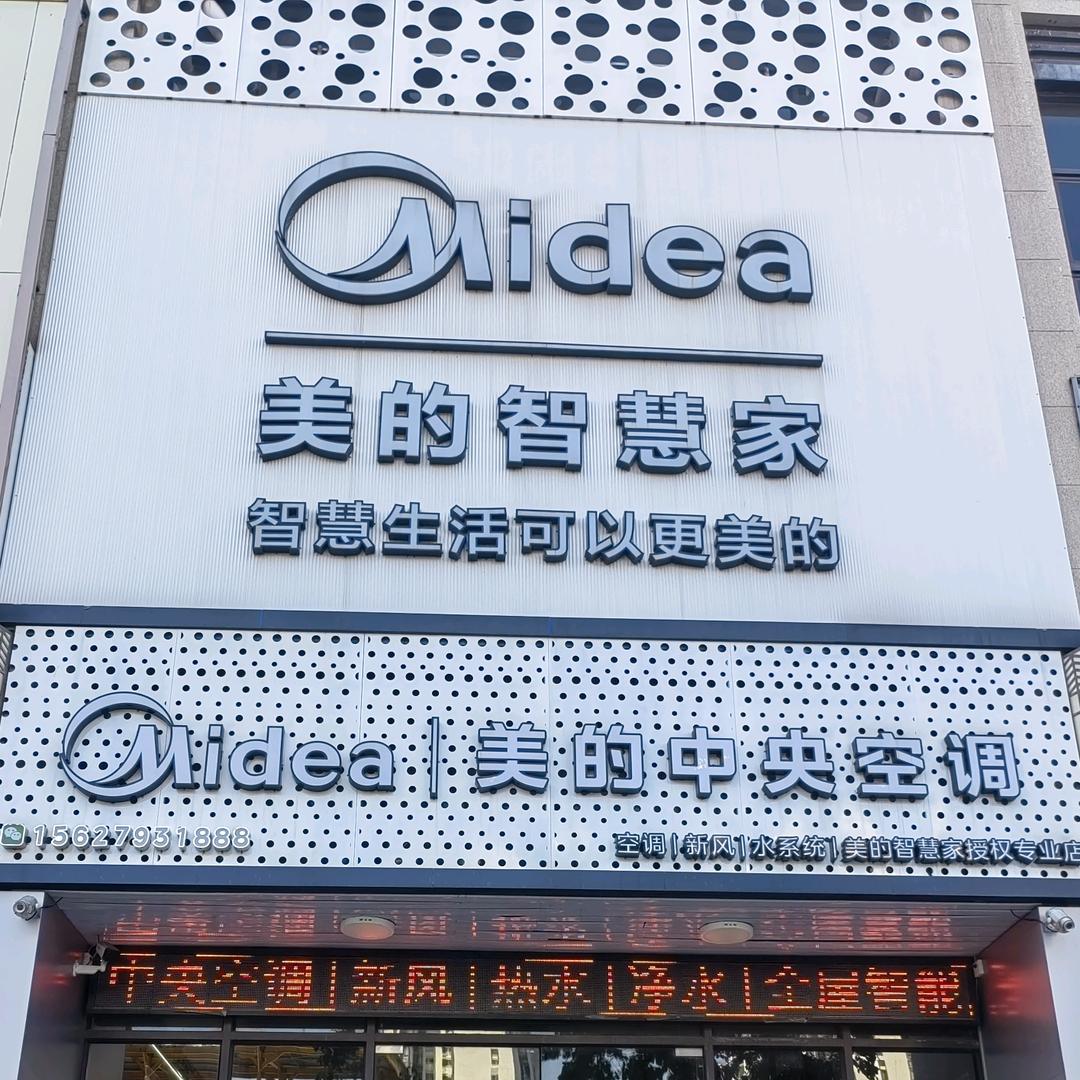 Midea
美的智慧家
智慧生活可以更美的
Midea | 美的中央空调
15627931888
空调 | 新风 | 水系统 | 美的智慧家授权专业店
中央空调 | 新风 | 热水 | 净水 | 全屋智能